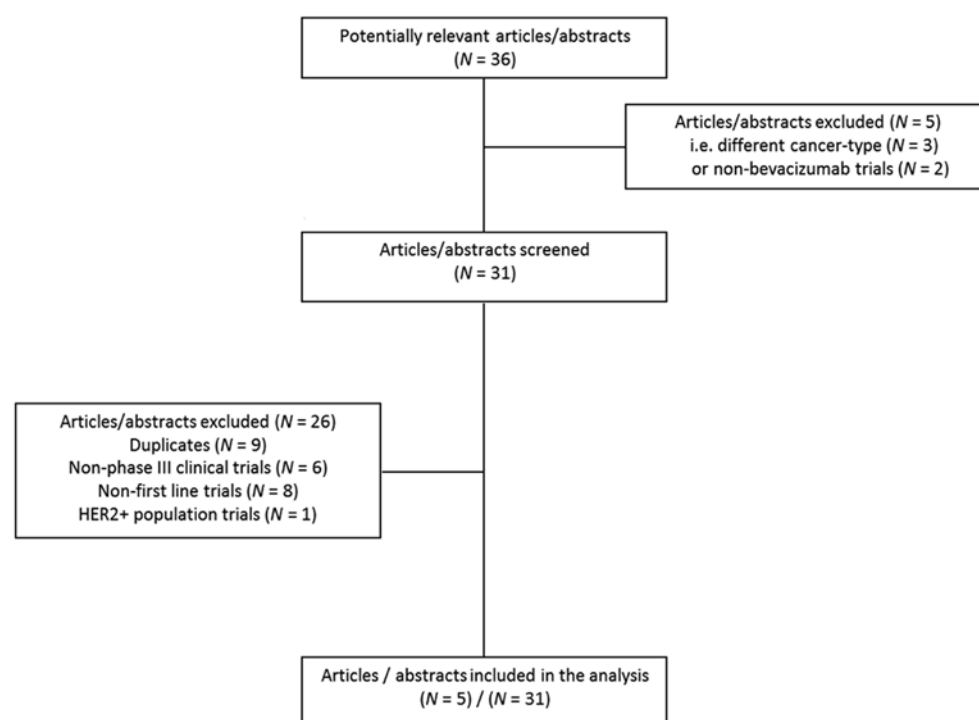 Potentially relevant articles/abstracts
(N = 36)
Articles/abstracts excluded (N = 5)
i.e. different cancer-type (N = 3)
or non-bevacizumab trials (N = 2)
Articles/abstracts screened
(N = 31)
Articles/abstracts excluded (N = 26)
Duplicates (N = 9)
Non-phase III clinical trials (N = 6)
Non-first line trials (N = 8)
HER2+ population trials (N = 1)
Articles / abstracts included in the analysis
(N = 5) / (N = 31)